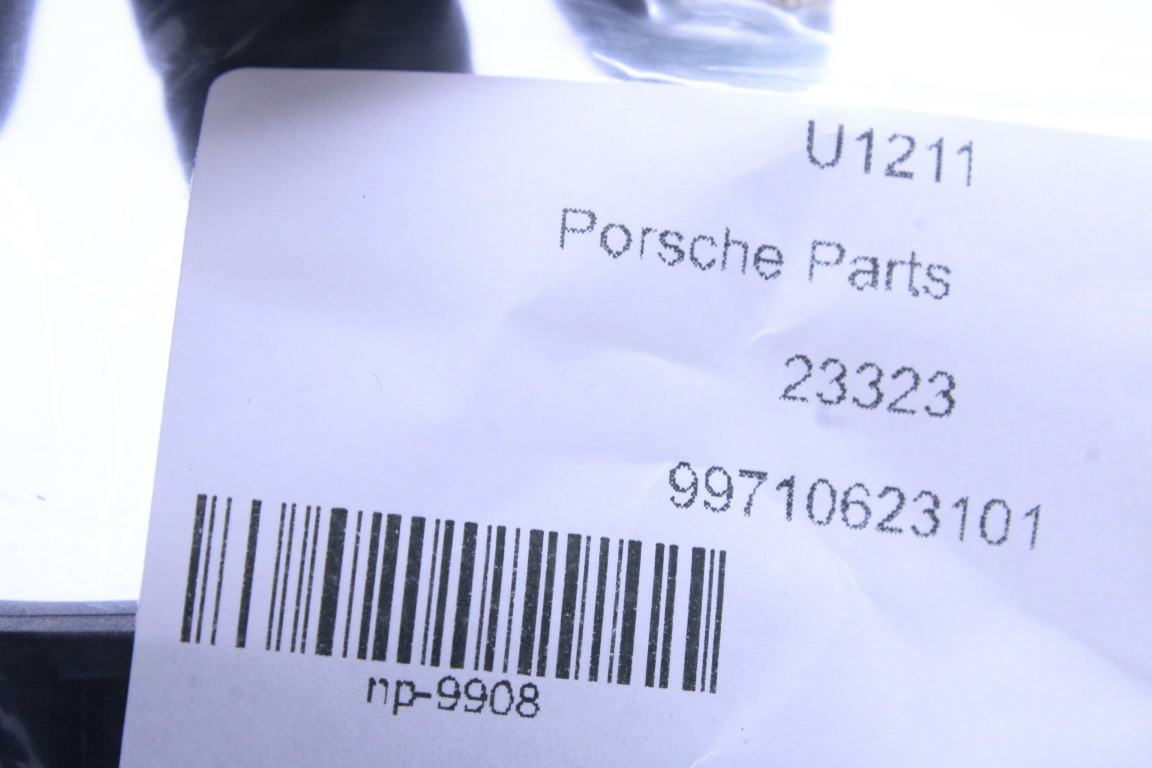 U1211
Porsche Parts
23323
99710623101
np-9908